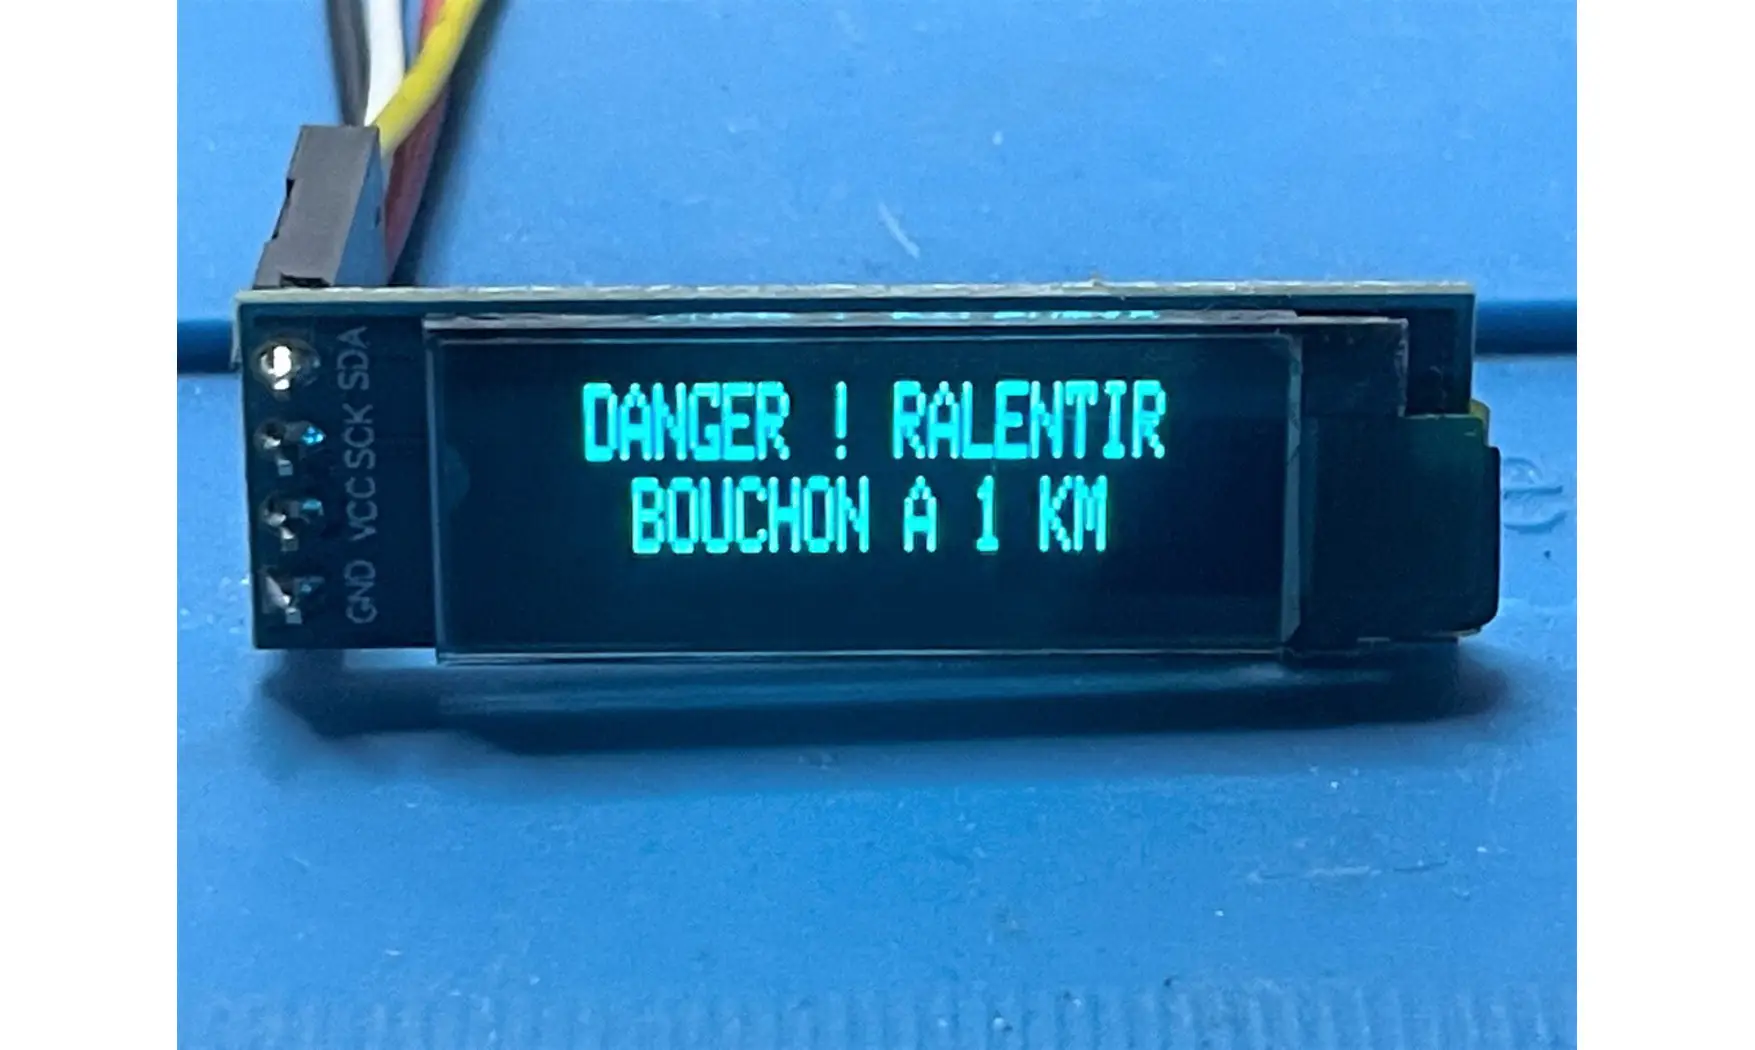 DANGER ! RALENTIR
BOUCHON A 1 KM
SDA
SCK
VCC
GND